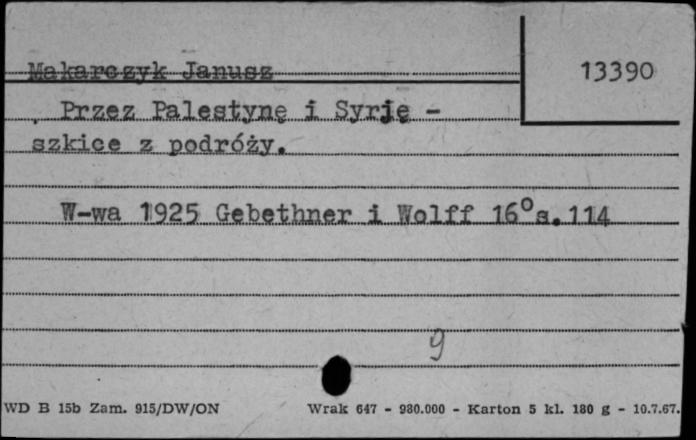 Makarczyk Janusz
13390
Przez Palestynę i Syrję -
szkice z podróży.
W-wa 1925 Gebethner i Wolff 16° s.114
9
WD B 15b Zam. 915/DW/ON Wrak 647 - 980.000 - Karton 5 kl. 180 g - 10.7.67.